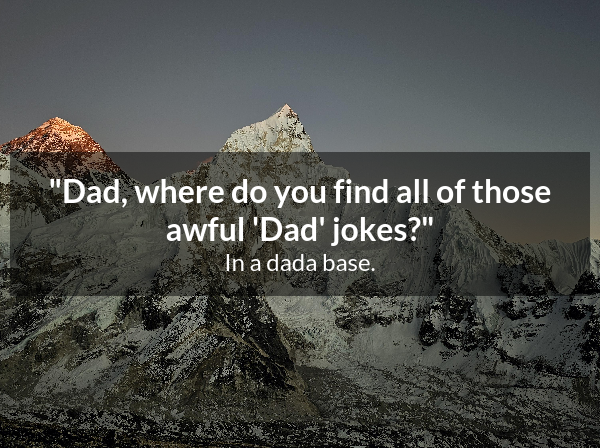 "Dad, where do you find all of those
awful 'Dad' jokes?"
In a dada base.